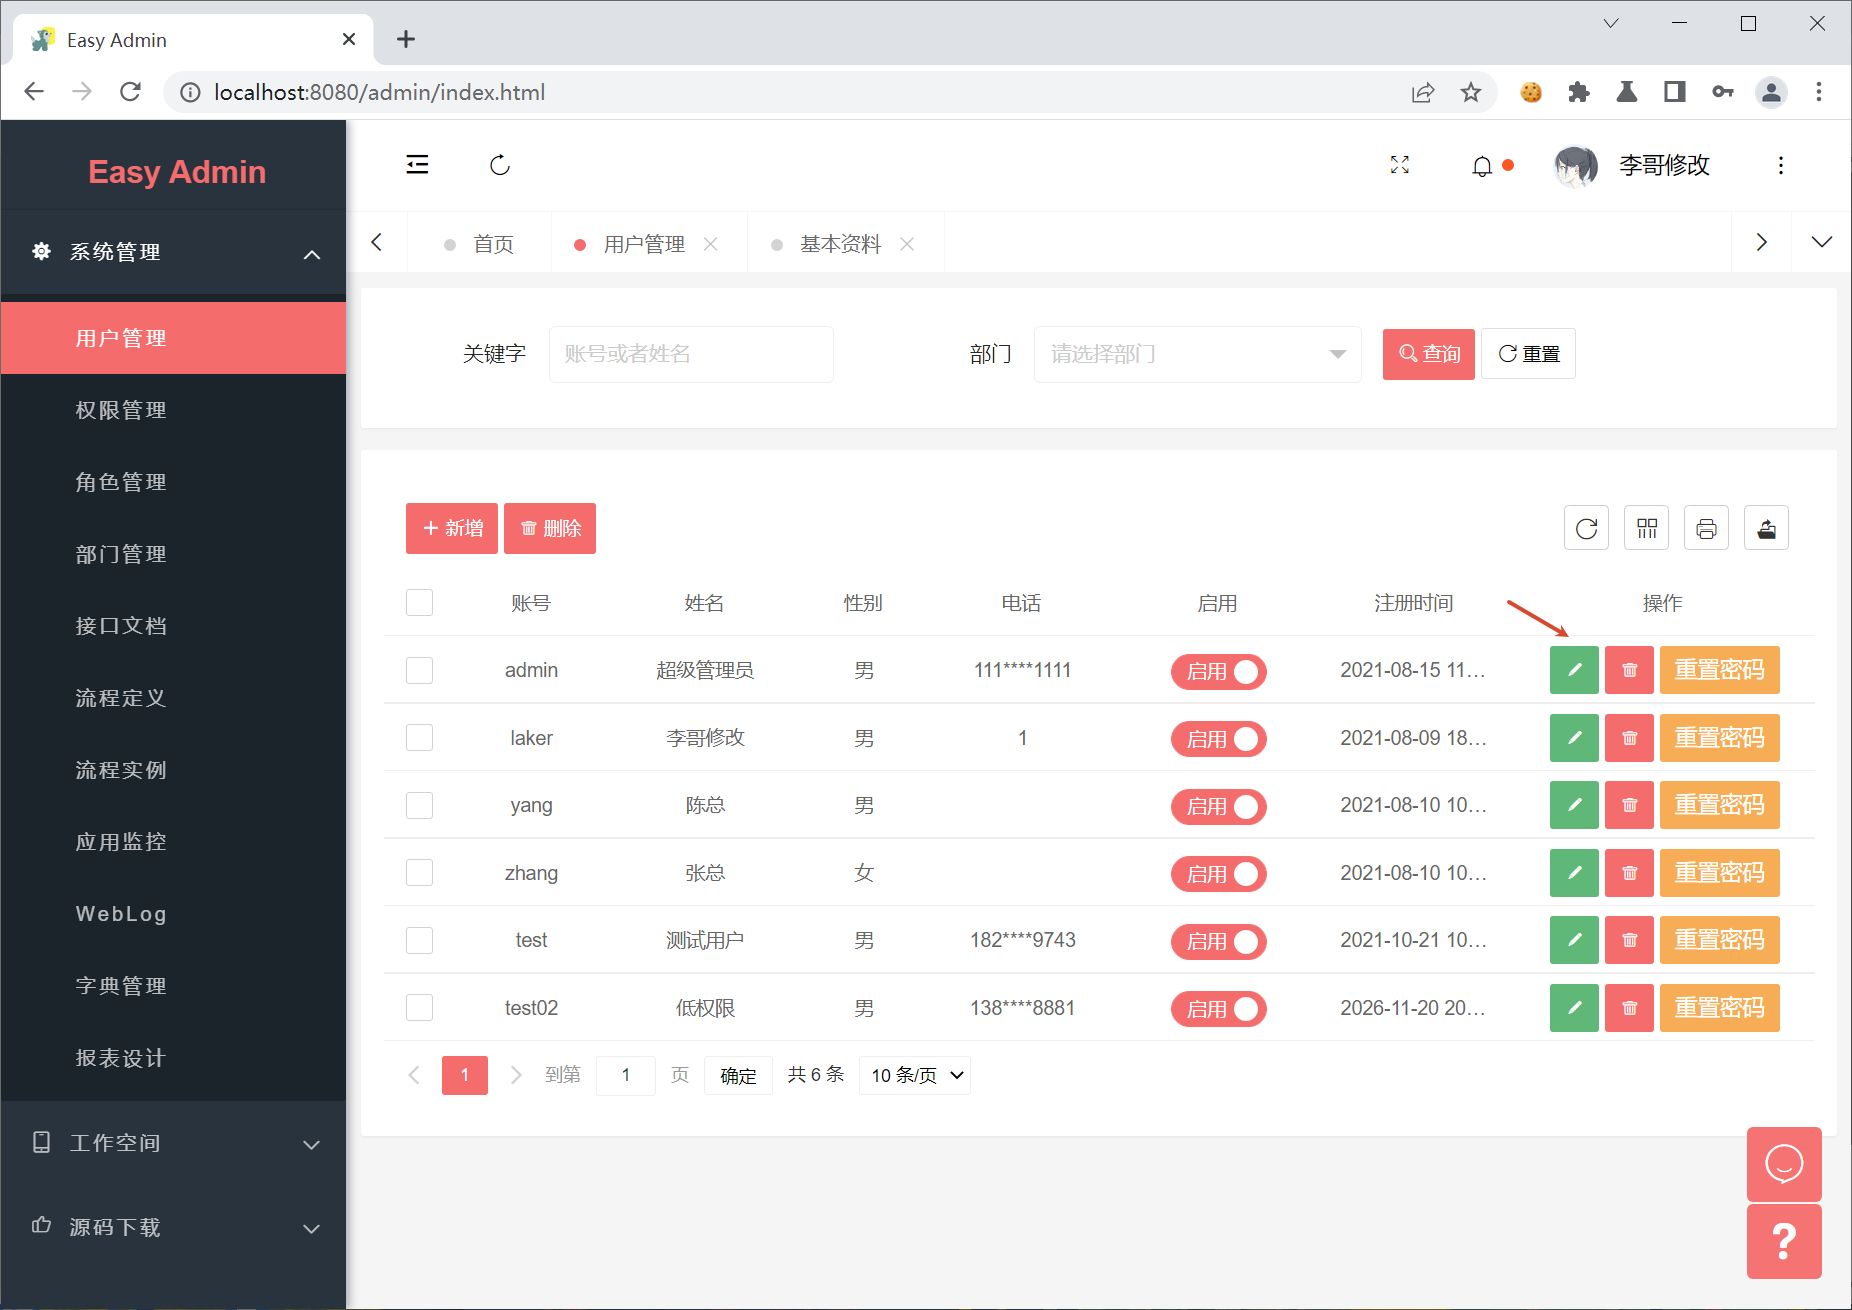 Easy Admin
localhost:8080/admin/index.html
Easy Admin
李哥修改
系统管理
首页 用户管理 基本资料
用户管理
关键字 账号或者姓名 部门 请选择部门 查询 重置
权限管理
角色管理
新增 删除
部门管理
账号 姓名 性别 电话 启用 注册时间 操作
接口文档
admin 超级管理员 男 111****1111 启用 2021-08-15 11... 重置密码
流程定义
laker 李哥修改 男 1 启用 2021-08-09 18... 重置密码
流程实例
yang 陈总 男 启用 2021-08-10 10... 重置密码
应用监控
zhang 张总 女 启用 2021-08-10 10... 重置密码
WebLog
test 测试用户 男 182****9743 启用 2021-10-21 10... 重置密码
字典管理
test02 低权限 男 138****8881 启用 2026-11-20 20... 重置密码
报表设计
1 到第 1 页 确定 共 6 条 10 条/页
工作空间
源码下载
?